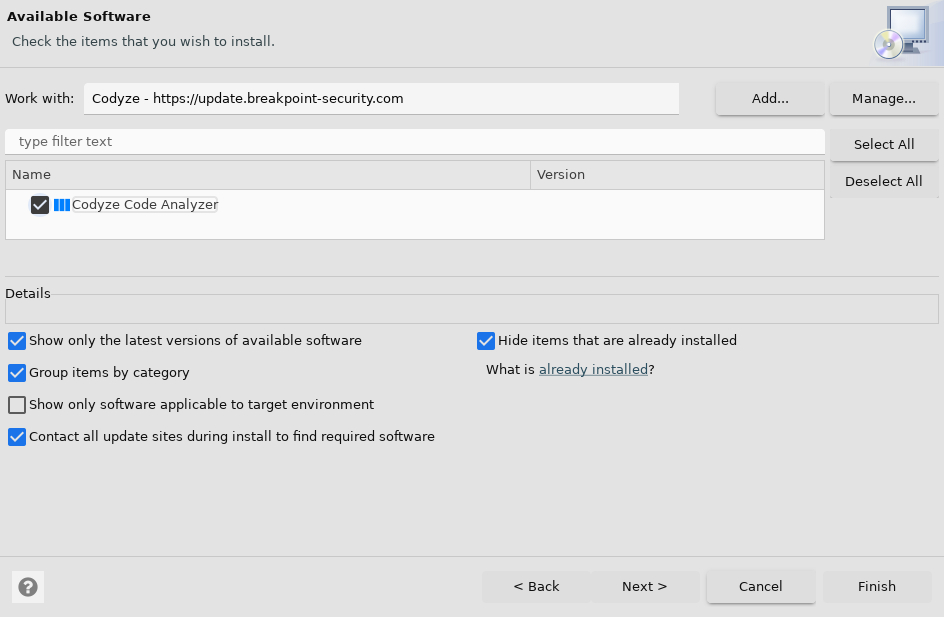 Available Software
Check the items that you wish to install.
Work with: Codyze - https://update.breakpoint-security.com Add... Manage...
type filter text
Select All
Name Version
Deselect All
Codyze Code Analyzer
Details
Show only the latest versions of available software Hide items that are already installed
Group items by category What is already installed?
Show only software applicable to target environment
Contact all update sites during install to find required software
? < Back Next > Cancel Finish